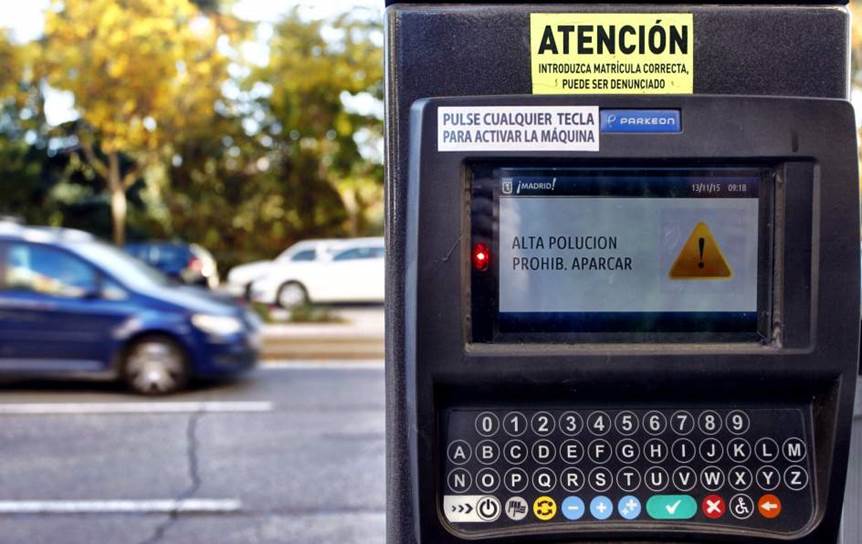 ATENCIÓN
INTRODUZCA MATRÍCULA CORRECTA,
PUEDE SER DENUNCIADO
PULSE CUALQUIER TECLA
PARA ACTIVAR LA MÁQUINA
PARKEON
¡MADRID!
13/11/15 09:18
ALTA POLUCION
PROHIB. APARCAR
!
0 1 2 3 4 5 6 7 8 9
A B C D E F G H I J K L M
N O P Q R S T U V W X Y Z
>>>